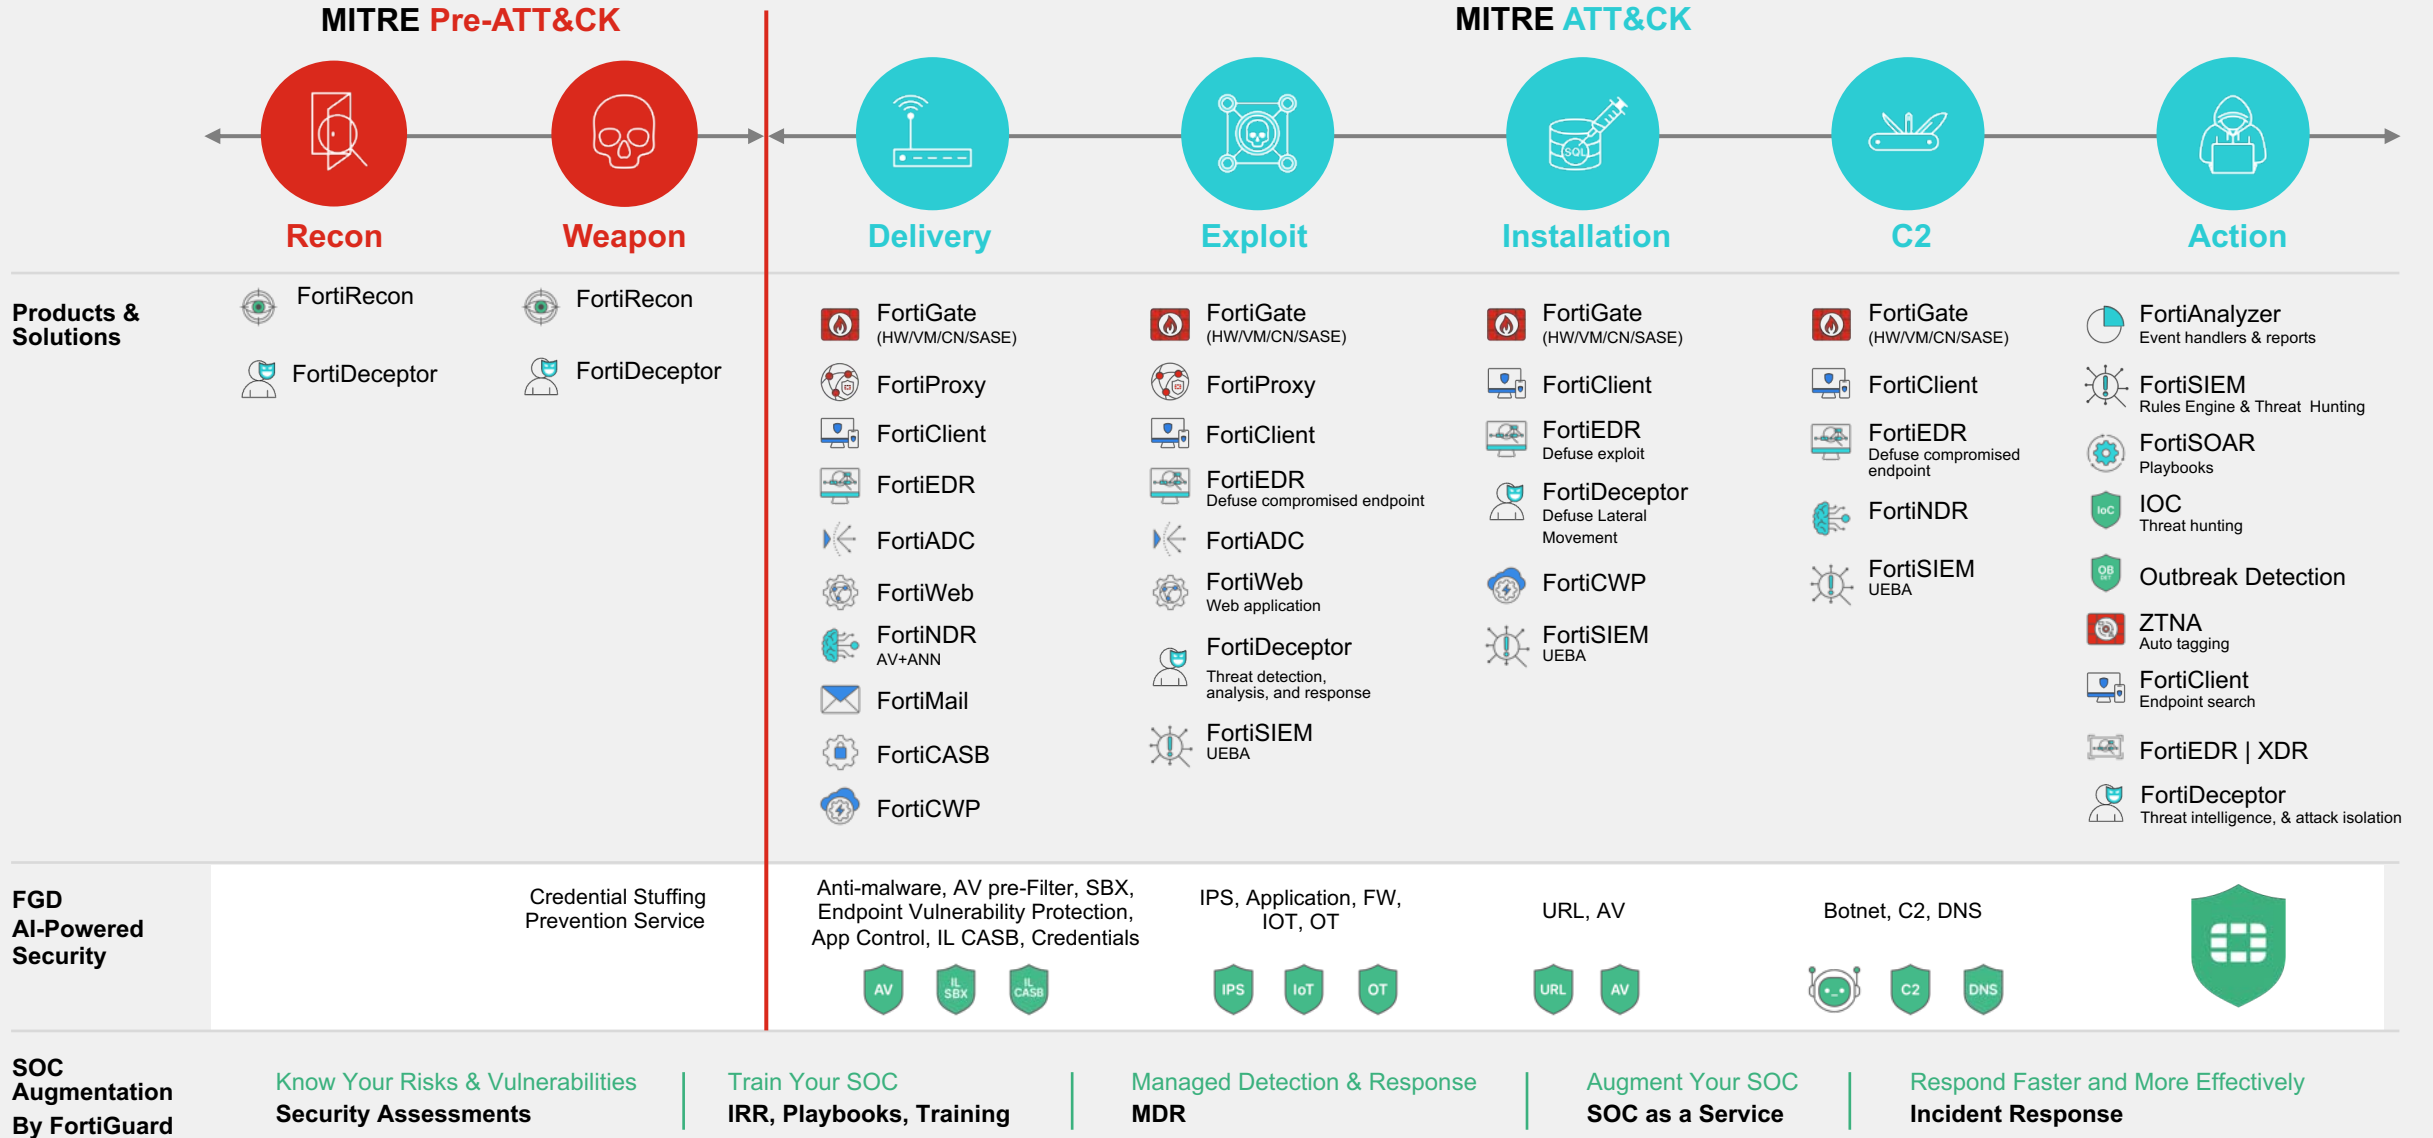 MITRE Pre-ATT&CK
MITRE ATT&CK
Recon
Weapon
Delivery
Exploit
Installation
C2
Action
SQL
Products &
Solutions
FortiRecon
FortiDeceptor
FortiRecon
FortiDeceptor
FortiGate
(HW/VM/CN/SASE)
FortiProxy
FortiClient
FortiEDR
FortiADC
FortiWeb
FortiNDR
AV+ANN
FortiMail
FortiCASB
FortiCWP
FortiGate
(HW/VM/CN/SASE)
FortiProxy
FortiClient
FortiEDR
Defuse compromised endpoint
FortiADC
FortiWeb
Web application
FortiDeceptor
Threat detection,
analysis, and response
FortiSIEM
UEBA
FortiGate
(HW/VM/CN/SASE)
FortiClient
FortiEDR
Defuse exploit
FortiDeceptor
Defuse Lateral
Movement
FortiCWP
FortiSIEM
UEBA
FortiGate
(HW/VM/CN/SASE)
FortiClient
FortiEDR
Defuse compromised
endpoint
FortiNDR
FortiSIEM
UEBA
FortiAnalyzer
Event handlers & reports
FortiSIEM
Rules Engine & Threat Hunting
FortiSOAR
Playbooks
IoC
IOC
Threat hunting
OB
DET
Outbreak Detection
ZTNA
Auto tagging
FortiClient
Endpoint search
FortiEDR | XDR
FortiDeceptor
Threat intelligence, & attack isolation
FGD
AI-Powered
Security
Credential Stuffing
Prevention Service
Anti-malware, AV pre-Filter, SBX,
Endpoint Vulnerability Protection,
App Control, IL CASB, Credentials
AV
IL
SBX
IL
CASB
IPS, Application, FW,
IOT, OT
IPS
IoT
OT
URL, AV
URL
AV
Botnet, C2, DNS
C2
DNS
SOC
Augmentation
By FortiGuard
Know Your Risks & Vulnerabilities
Security Assessments
Train Your SOC
IRR, Playbooks, Training
Managed Detection & Response
MDR
Augment Your SOC
SOC as a Service
Respond Faster and More Effectively
Incident Response